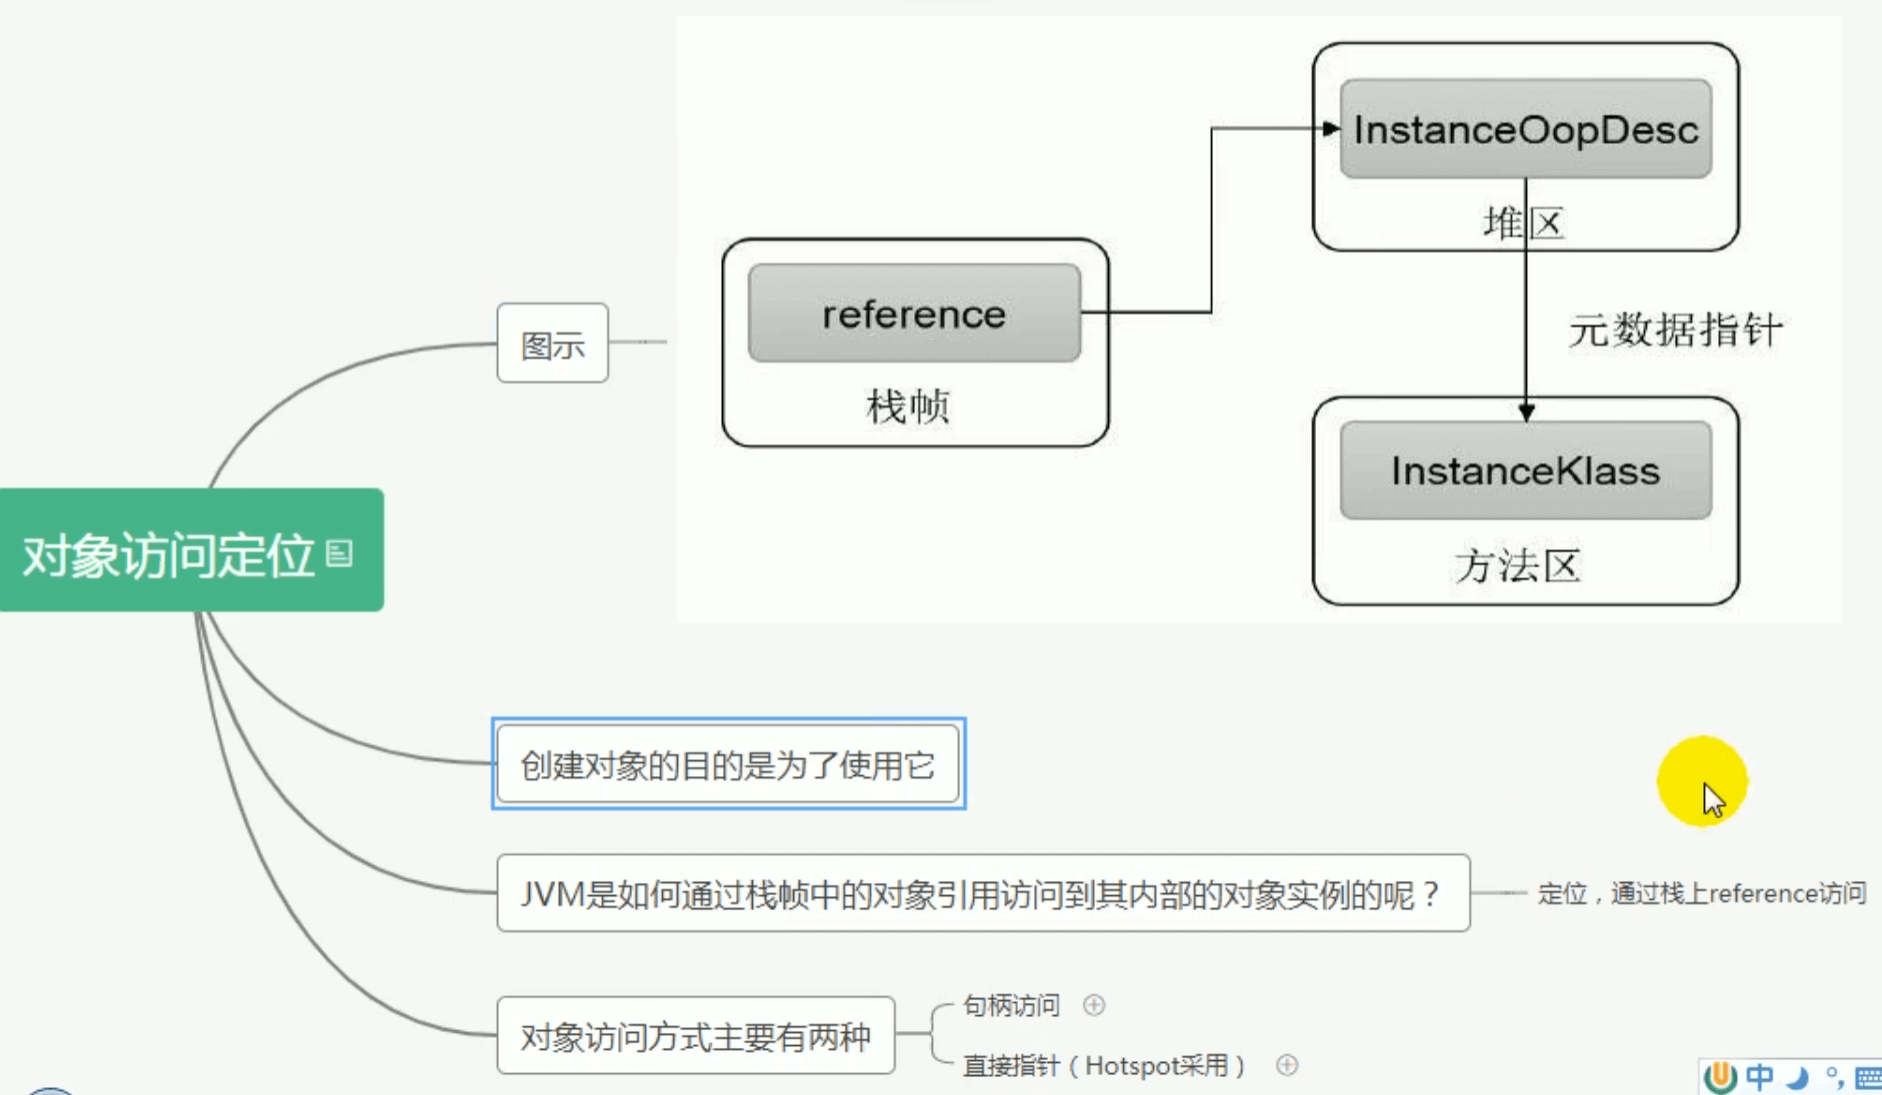 InstanceOopDesc
堆区
reference
栈帧
元数据指针
图示
InstanceKlass
方法区
对象访问定位
创建对象的目的是为了使用它
JVM是如何通过栈帧中的对象引用访问到其内部的对象实例的呢？
定位，通过栈上reference访问
对象访问方式主要有两种
句柄访问
直接指针（Hotspot采用）
中